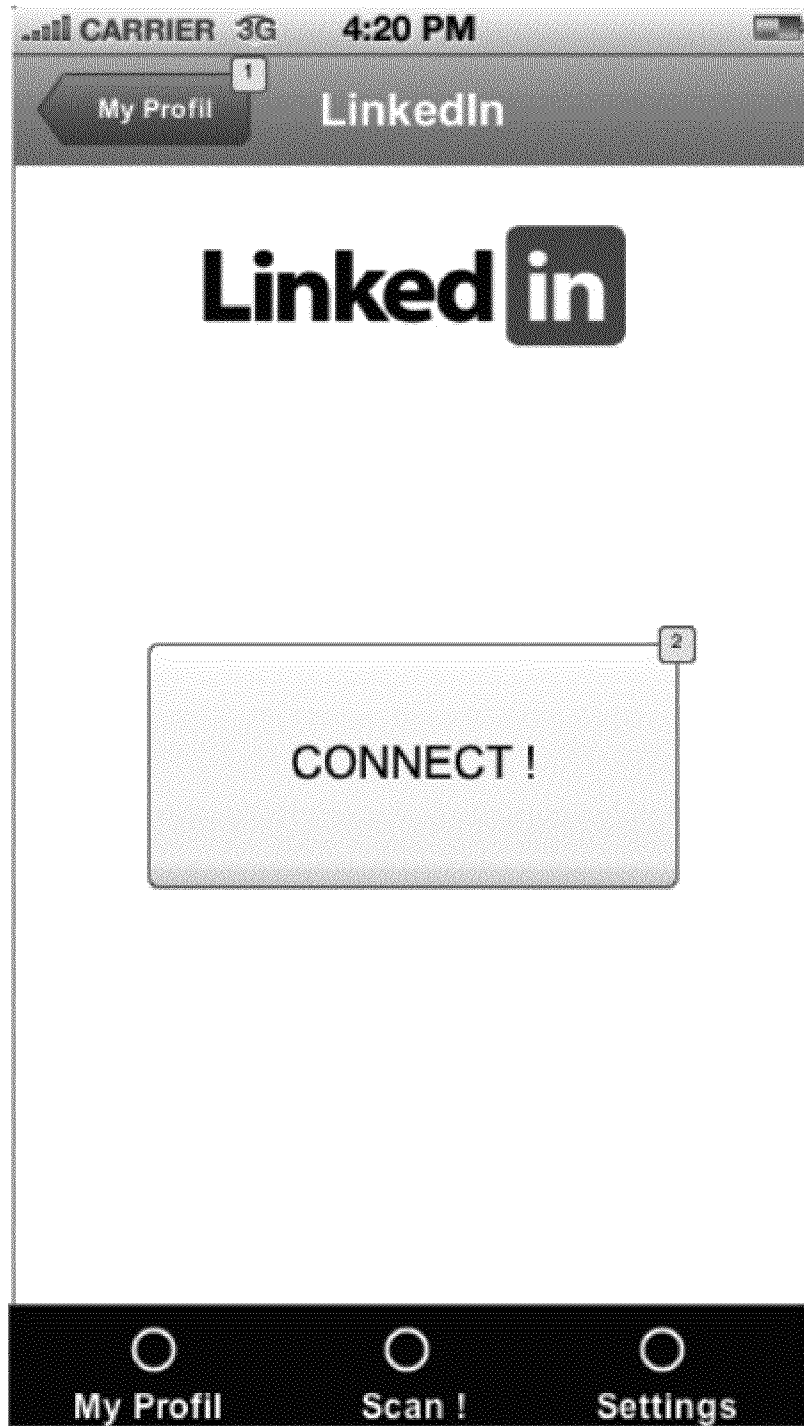 CARRIER 3G 4:20 PM
1
My Profil LinkedIn
Linked in
2
CONNECT !
My Profil Scan ! Settings